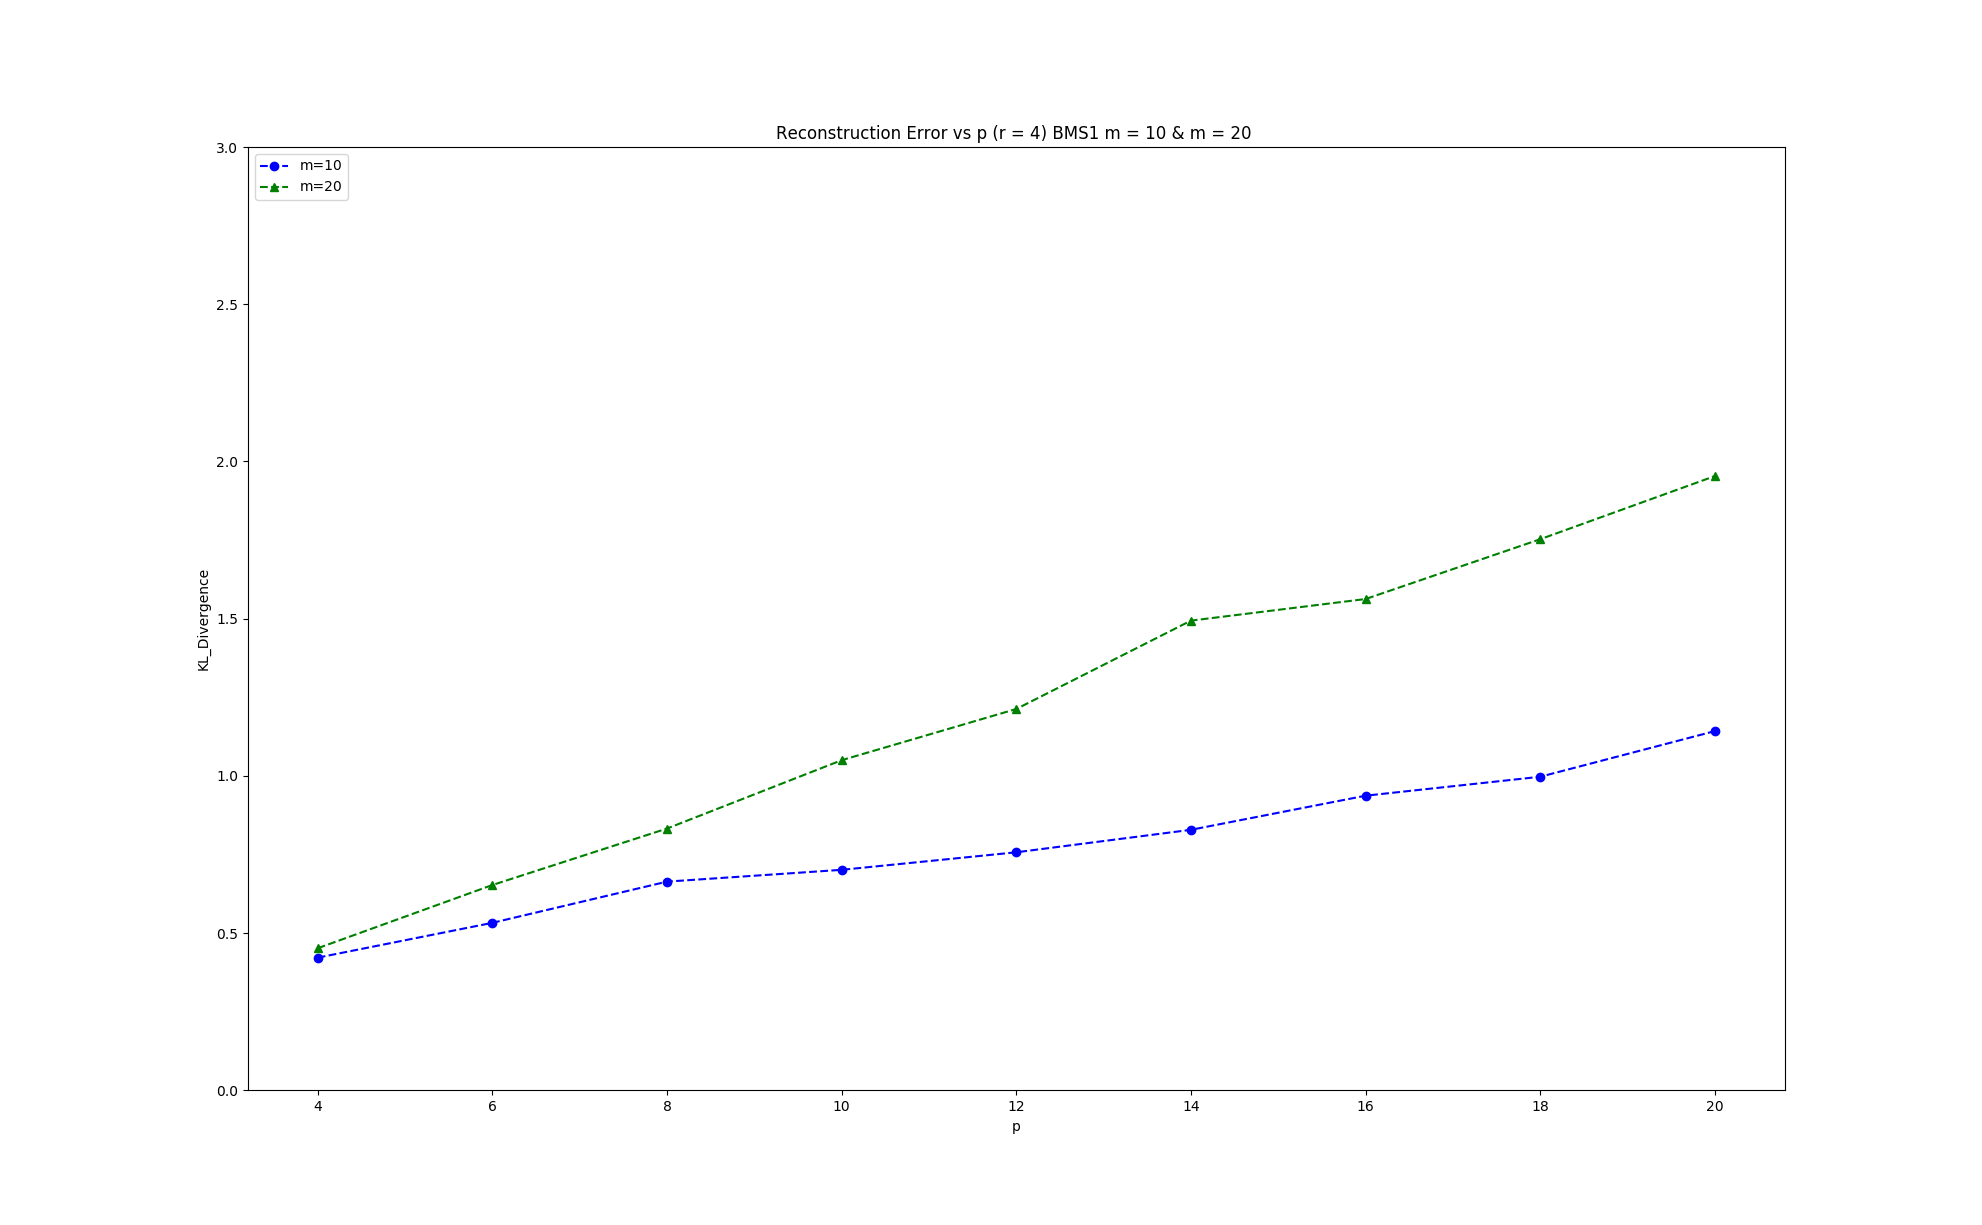 Reconstruction Error vs p (r = 4) BMS1 m = 10 & m = 20
m=10
m=20
3.0
2.5
2.0
1.5
1.0
0.5
0.0
KL_Divergence
4 6 8 10 12 14 16 18 20
p